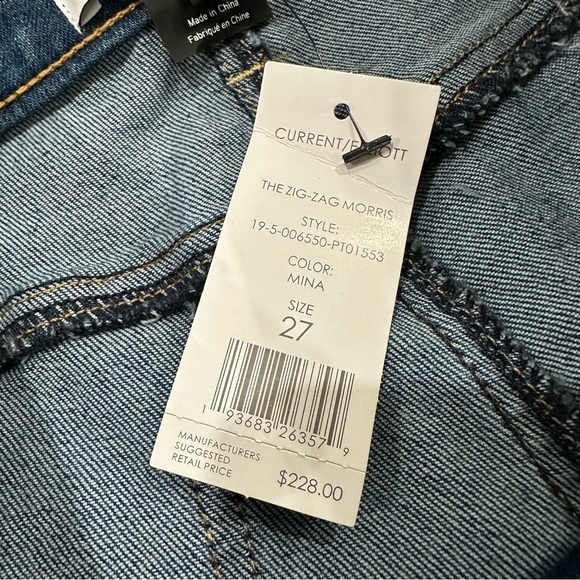 Made in China
Fabriqué en Chine
CURRENT/ELLIOTT
THE ZIG-ZAG MORRIS
STYLE:
19-5-006550-PT01553
COLOR:
MINA
SIZE
27
1 93683 26357 9
MANUFACTURERS
SUGGESTED
RETAIL PRICE
$228.00